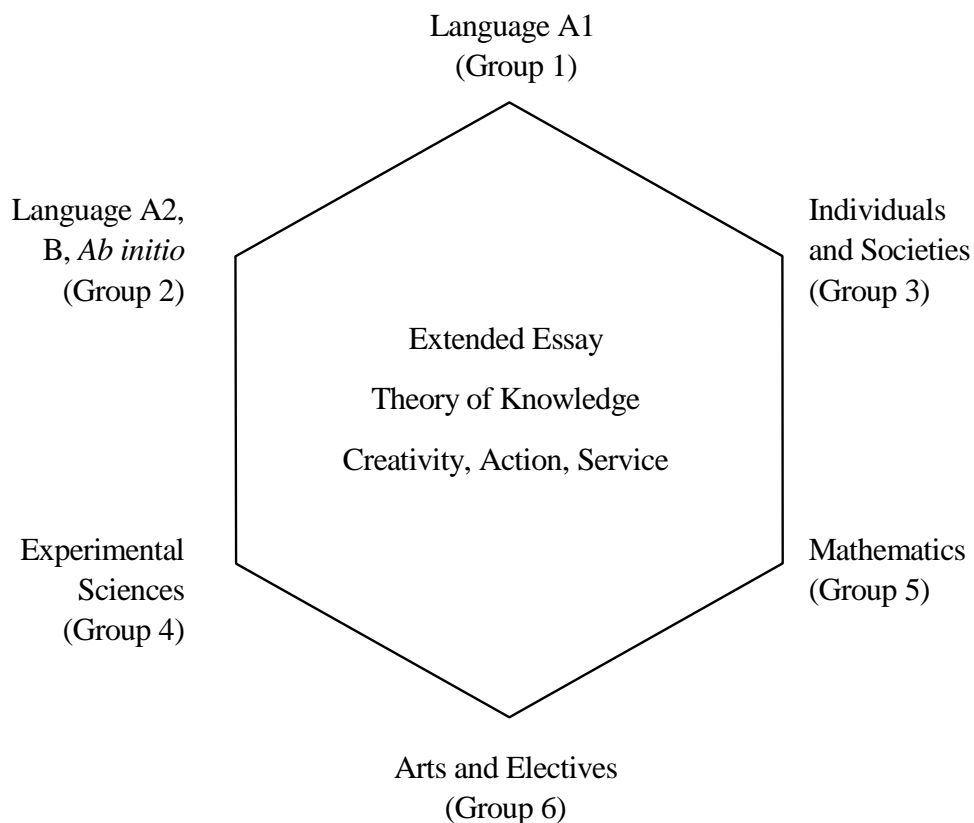 Language A1
(Group 1)
Language A2,
B, Ab initio
(Group 2)
Individuals
and Societies
(Group 3)
Extended Essay
Theory of Knowledge
Creativity, Action, Service
Experimental
Sciences
(Group 4)
Mathematics
(Group 5)
Arts and Electives
(Group 6)